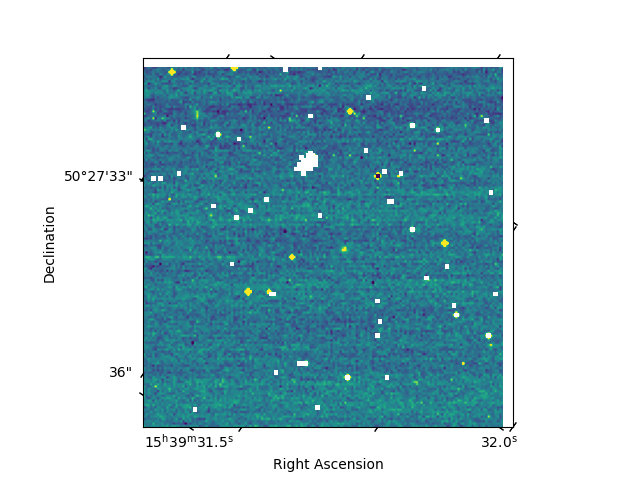 50°27'33"
Declination
36"
15ʰ39ᵐ31.5ˢ
32.0ˢ
Right Ascension